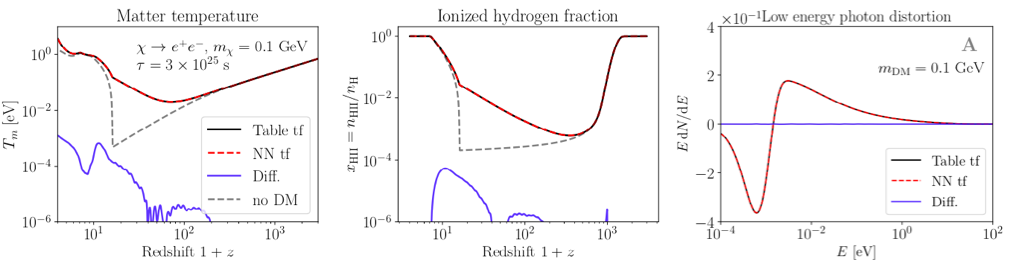 Matter temperature
χ → e⁺e⁻, mχ = 0.1 GeV
τ = 3 × 10²⁵ s
10⁰
10⁻²
10⁻⁴
10⁻⁶
Tₘ [eV]
Table tf
NN tf
Diff.
no DM
10¹
10²
10³
Redshift 1 + z
Ionized hydrogen fraction
10⁰
10⁻²
10⁻⁴
10⁻⁶
x_HII = n_HII/n_H
10¹
10²
10³
Redshift 1 + z
×10⁻¹ Low energy photon distortion
A
m_DM = 0.1 GeV
4
2
0
−2
−4
E dN/dE
Table tf
NN tf
Diff.
10⁻⁴
10⁻²
10⁰
10²
E [eV]